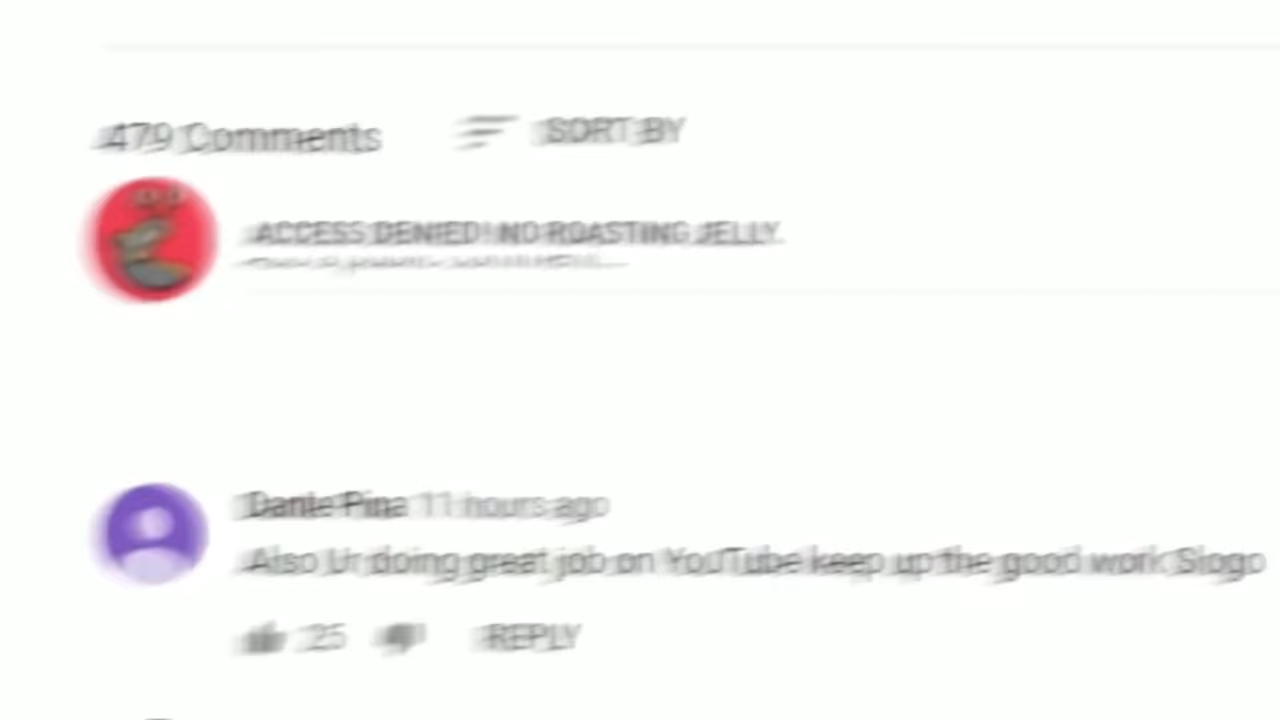 479 Comments
SORT BY
ACCESS DENIED! NO ROASTING JELLY.
Dante Pina 11 hours ago
Also Ur doing great job on YouTube keep up the good work Slogo
25 REPLY